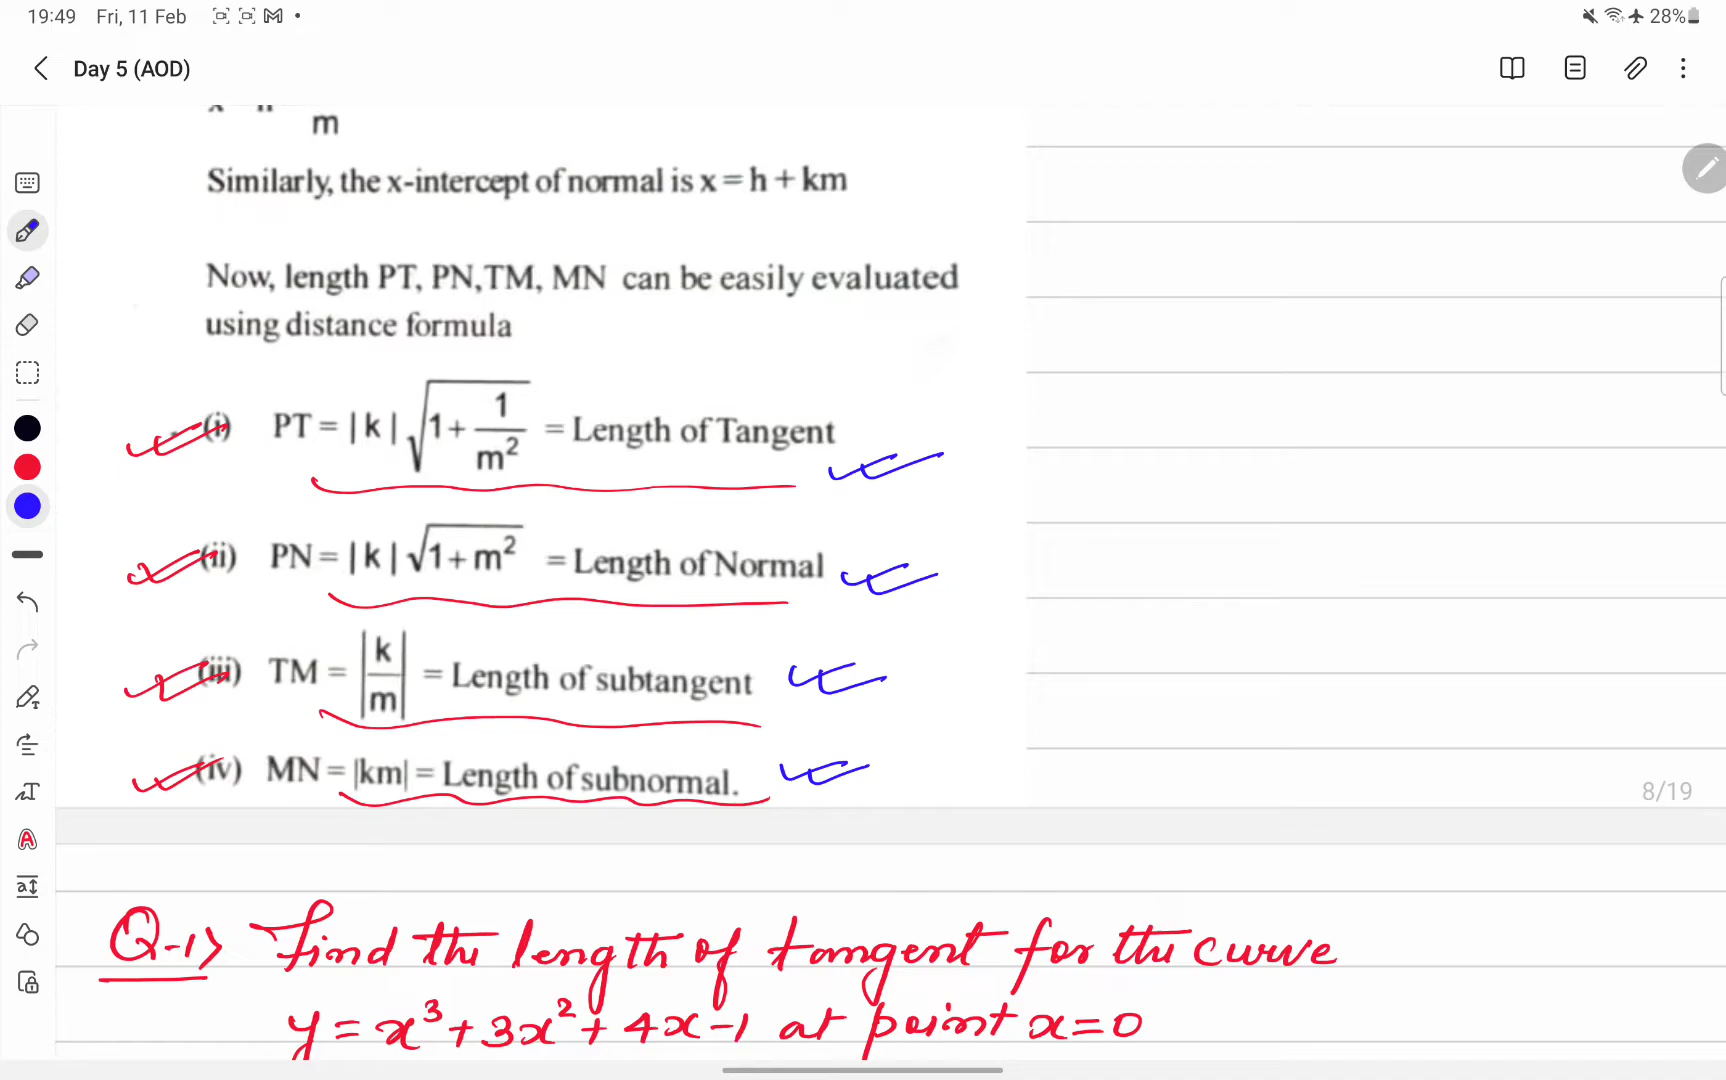 19:49 Fri, 11 Feb 28%
Day 5 (AOD)
m
Similarly, the x-intercept of normal is x = h + km
Now, length PT, PN,TM, MN can be easily evaluated
using distance formula
(i) PT = | k | √(1 + 1/m²) = Length of Tangent
(ii) PN = | k | √(1 + m²) = Length of Normal
(iii) TM = |k/m| = Length of subtangent
(iv) MN = |km| = Length of subnormal.
8/19
Q-1) Find the length of tangent for the curve
y = x³ + 3x² + 4x - 1 at point x = 0